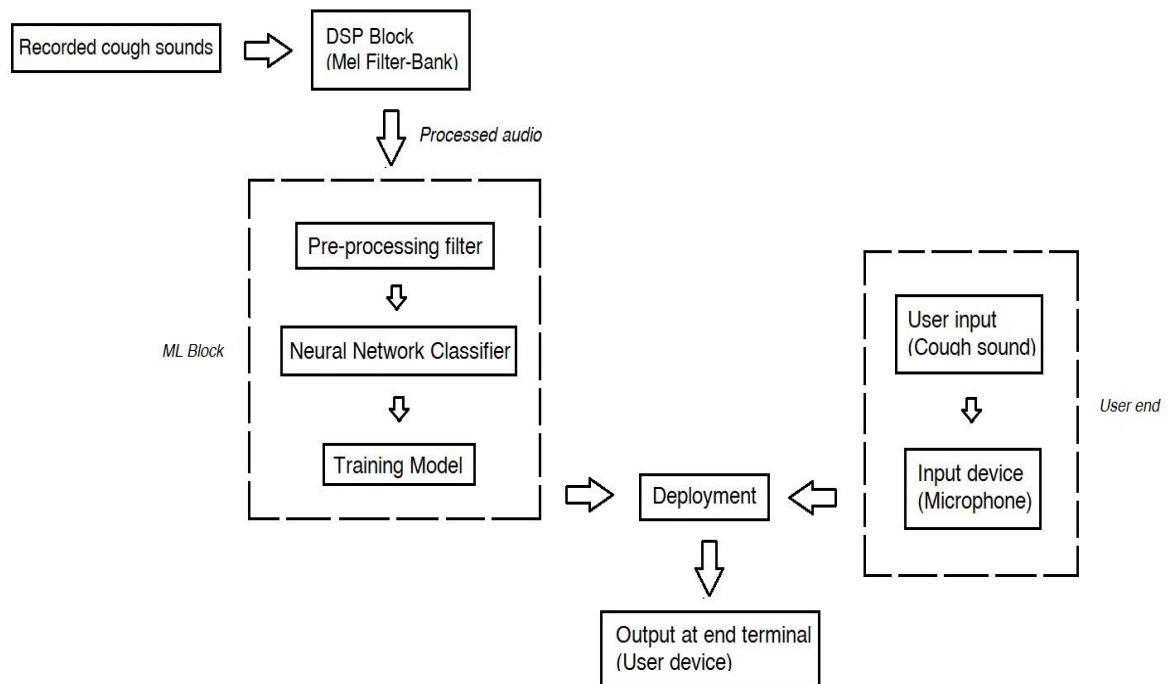 Recorded cough sounds
DSP Block
(Mel Filter-Bank)
Processed audio
Pre-processing filter
ML Block
Neural Network Classifier
Training Model
User input
(Cough sound)
User end
Input device
(Microphone)
Deployment
Output at end terminal
(User device)